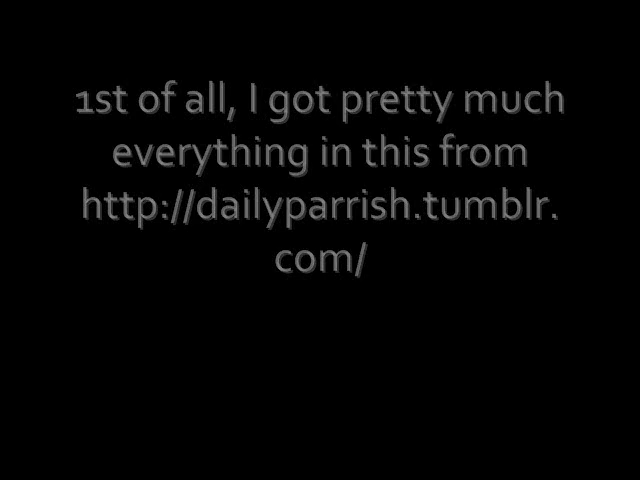 1st of all, I got pretty much
everything in this from
http://dailyparrish.tumblr.
com/